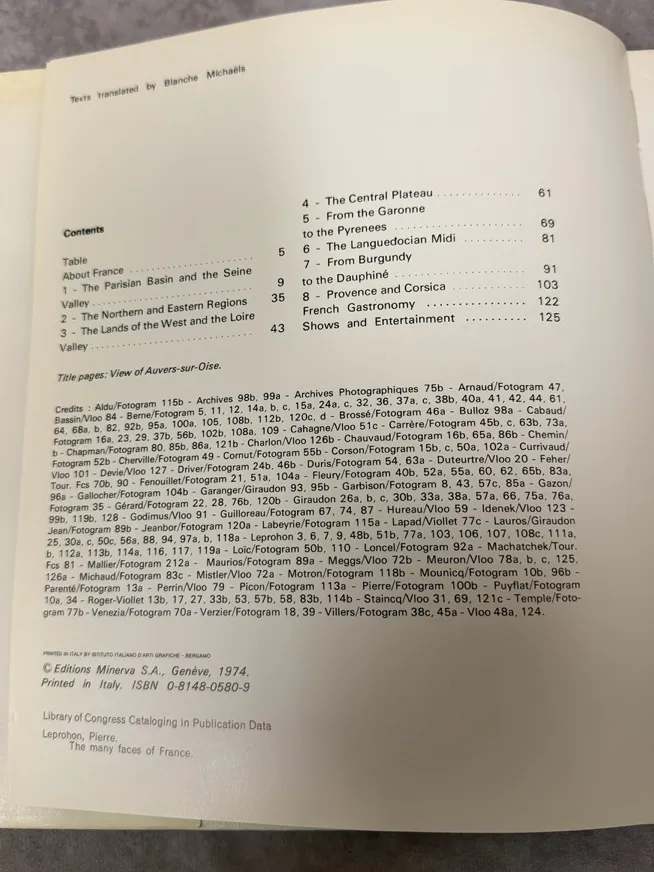 Texts translated by Blanche Michaëls
Contents
Table
About France 5
1 - The Parisian Basin and the Seine
Valley 9
2 - The Northern and Eastern Regions 35
3 - The Lands of the West and the Loire
Valley 43
4 - The Central Plateau 61
5 - From the Garonne
to the Pyrenees 69
6 - The Languedocian Midi 81
7 - From Burgundy
to the Dauphiné 91
8 - Provence and Corsica 103
French Gastronomy 122
Shows and Entertainment 125
Title pages: View of Auvers-sur-Oise.
Credits : Aldu/Fotogram 115b - Archives 98b, 99a - Archives Photographiques 75b - Arnaud/Fotogram 47,
Bassin/Vloo 84 - Berne/Fotogram 5, 11, 12, 14a, b, c, 15a, 24a, c, 32, 36, 37a, c, 38b, 40a, 41, 42, 44, 61,
64, 68a, b, 82, 92b, 95a, 100a, 105, 108b, 112b, 120c, d - Brossé/Fotogram 46a - Bulloz 98a - Cabaud/
Fotogram 16a, 23, 29, 37b, 56b, 102b, 108a, 109 - Cahagne/Vloo 51c - Carrère/Fotogram 45b, c, 63b, 73a,
b - Chapman/Fotogram 80, 85b, 86a, 121b - Charlon/Vloo 126b - Chauvaud/Fotogram 16b, 65a, 86b - Chemin/
Fotogram 52b - Cherville/Fotogram 49 - Cornut/Fotogram 55b - Corson/Fotogram 15b, c, 50a, 102a - Currivaud/
Vloo 101 - Devie/Vloo 127 - Driver/Fotogram 24b, 46b - Duris/Fotogram 54, 63a - Duteurtre/Vloo 20 - Feher/
Tour. Fcs 70b, 90 - Fenouillet/Fotogram 21, 51a, 104a - Fleury/Fotogram 40b, 52a, 55a, 60, 62, 65b, 83a,
96a - Gallocher/Fotogram 104b - Garanger/Giraudon 93, 95b - Garbison/Fotogram 8, 43, 57c, 85a - Gazon/
Fotogram 35 - Gérard/Fotogram 22, 28, 76b, 120b - Giraudon 26a, b, c, 30b, 33a, 38a, 57a, 66, 75a, 76a,
99b, 119b, 128 - Godimus/Vloo 91 - Guilloreau/Fotogram 67, 74, 87 - Hureau/Vloo 59 - Idenek/Vloo 123 -
Jean/Fotogram 89b - Jeanbor/Fotogram 120a - Labeyrie/Fotogram 115a - Lapad/Viollet 77c - Lauros/Giraudon
25, 30a, c, 50c, 56a, 88, 94, 97a, b, 118a - Leprohon 3, 6, 7, 9, 48b, 51b, 77a, 103, 106, 107, 108c, 111a,
b, 112a, 113b, 114a, 116, 117, 119a - Loïc/Fotogram 50b, 110 - Loncel/Fotogram 92a - Machatchek/Tour.
Fcs 81 - Mallier/Fotogram 212a - Maurios/Fotogram 89a - Meggs/Vloo 72b - Meuron/Vloo 78a, b, c, 125,
126a - Michaud/Fotogram 83c - Mistler/Vloo 72a - Motron/Fotogram 118b - Mounicq/Fotogram 10b, 96b -
Parenté/Fotogram 13a - Perrin/Vloo 79 - Picon/Fotogram 113a - Pierre/Fotogram 100b - Puyflat/Fotogram
10a, 34 - Roger-Viollet 13b, 17, 27, 33b, 53, 57b, 58, 83b, 114b - Staincq/Vloo 31, 69, 121c - Temple/Foto-
gram 77b - Venezia/Fotogram 70a - Verzier/Fotogram 18, 39 - Villers/Fotogram 38c, 45a - Vloo 48a, 124.
PRINTED IN ITALY BY ISTITUTO ITALIANO D'ARTI GRAFICHE - BERGAMO
© Editions Minerva S.A., Genève, 1974.
Printed in Italy. ISBN 0-8148-0580-9
Library of Congress Cataloging in Publication Data
Leprohon, Pierre.
The many faces of France.